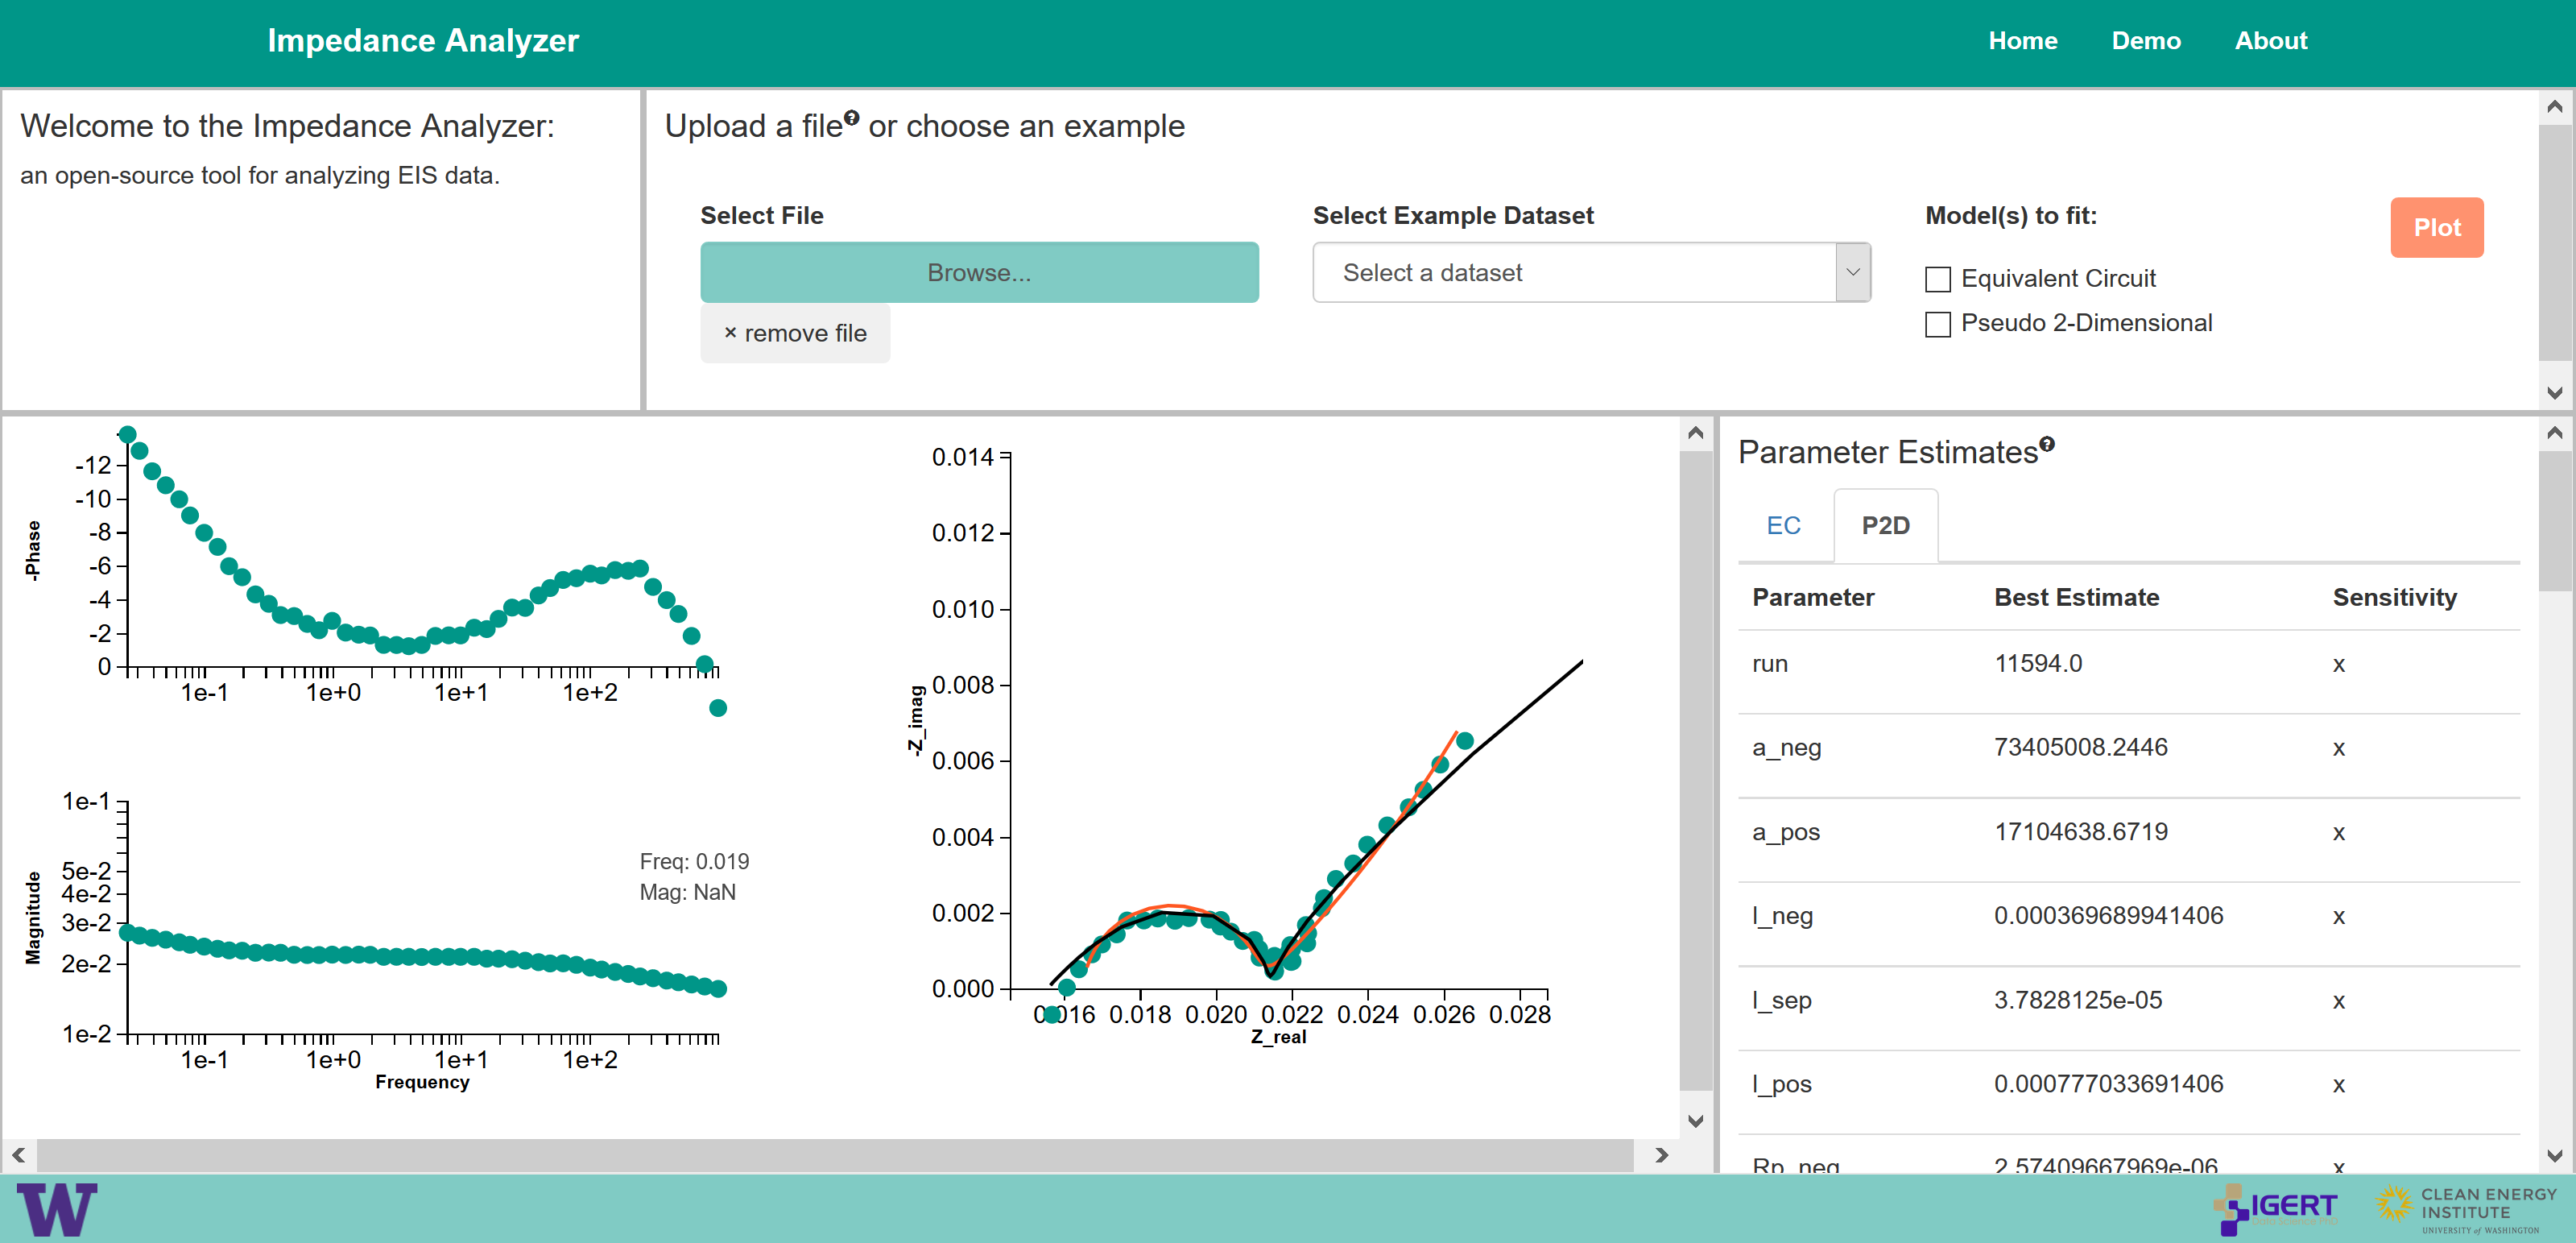 Impedance Analyzer
Home Demo About
Welcome to the Impedance Analyzer:
an open-source tool for analyzing EIS data.
Upload a file? or choose an example
Select File
Browse...
× remove file
Select Example Dataset
Select a dataset
Model(s) to fit:
Equivalent Circuit
Pseudo 2-Dimensional
Plot
-Phase
-12
-10
-8
-6
-4
-2
0
1e-1 1e+0 1e+1 1e+2
Magnitude
1e-1
5e-2
4e-2
3e-2
2e-2
1e-2
Freq: 0.019
Mag: NaN
1e-1 1e+0 1e+1 1e+2
Frequency
-Z_imag
0.014
0.012
0.010
0.008
0.006
0.004
0.002
0.000
0.016 0.018 0.020 0.022 0.024 0.026 0.028
Z_real
Parameter Estimates?
EC P2D
Parameter Best Estimate Sensitivity
run 11594.0 x
a_neg 73405008.2446 x
a_pos 17104638.6719 x
l_neg 0.000369689941406 x
l_sep 3.7828125e-05 x
l_pos 0.000777033691406 x
Rp_neg 2.57409667969e-06 x
W
IGERT
CLEAN ENERGY
INSTITUTE
UNIVERSITY of WASHINGTON